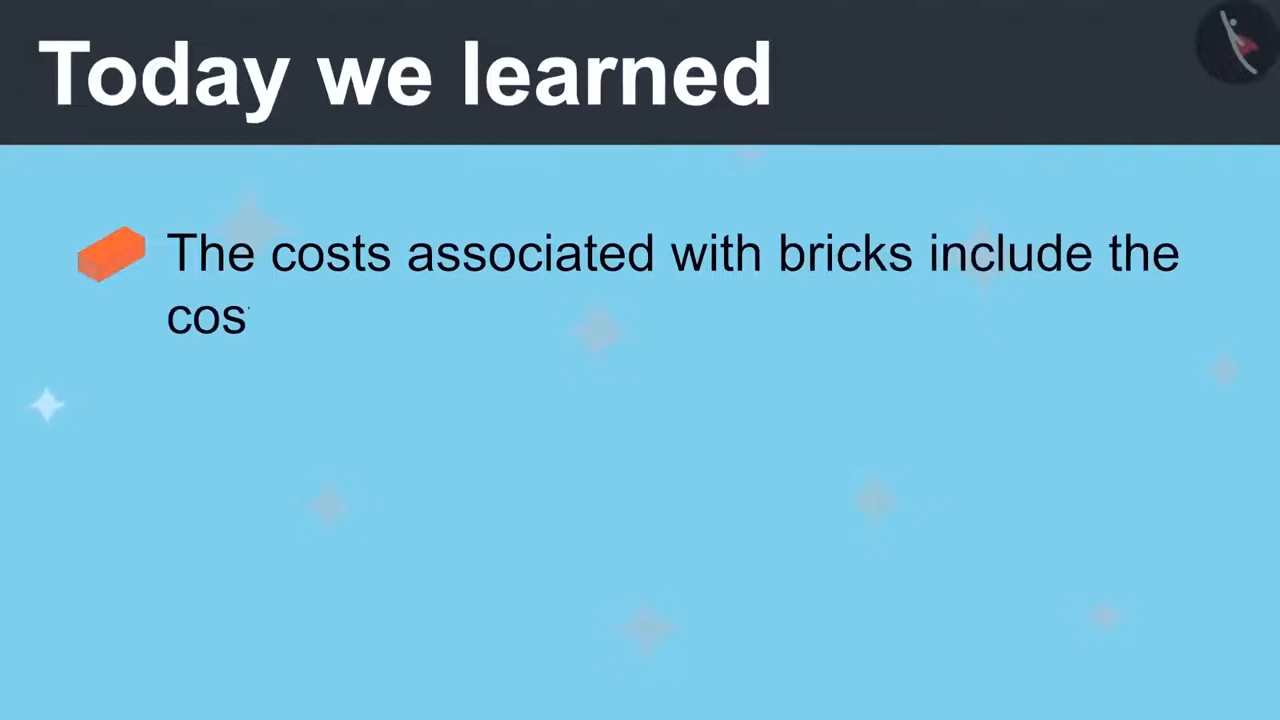 Today we learned
The costs associated with bricks include the
cos